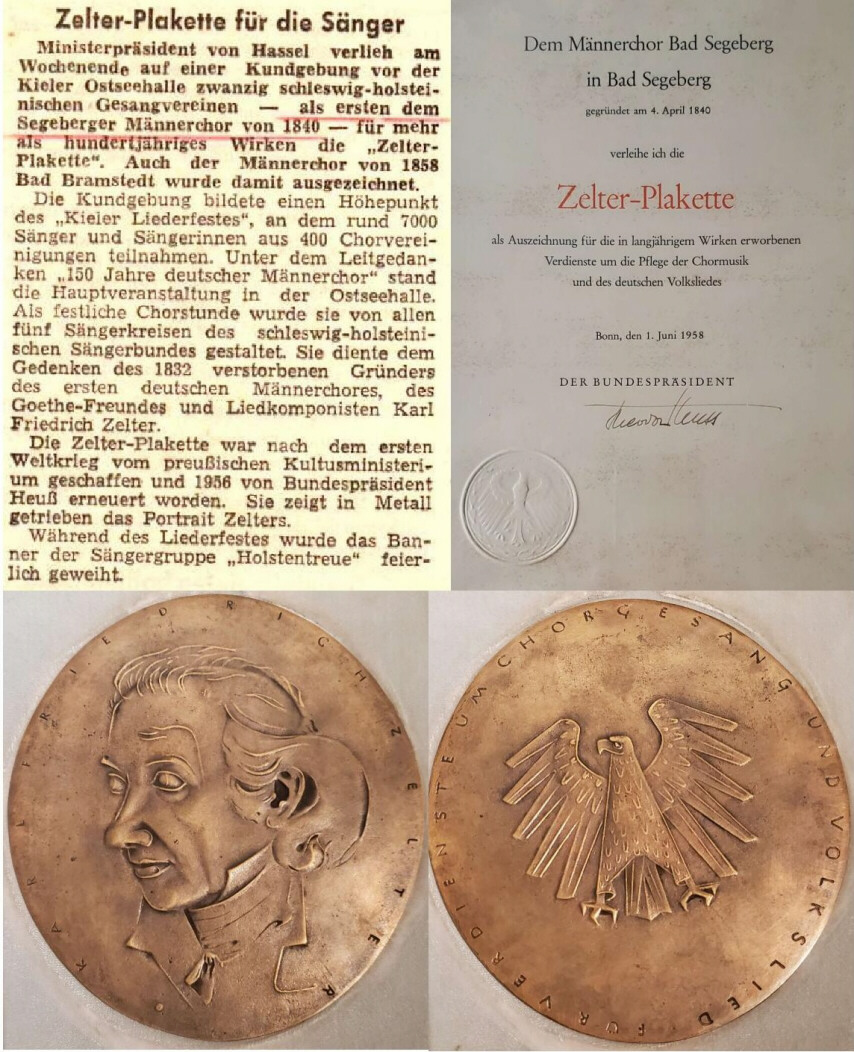 Zelter-Plakette für die Sänger
Ministerpräsident von Hassel verlieh am
Wochenende auf einer Kundgebung vor der
Kieler Ostseehalle zwanzig schleswig-holstei-
nischen Gesangvereinen — als ersten dem
Segeberger Männerchor von 1840 — für mehr
als hundertjähriges Wirken die „Zelter-
Plakette“. Auch der Männerchor von 1858
Bad Bramstedt wurde damit ausgezeichnet.
Die Kundgebung bildete einen Höhepunkt
des „Kieler Liederfestes“, an dem rund 7000
Sänger und Sängerinnen aus 400 Chorverei-
nigungen teilnahmen. Unter dem Leitgedan-
ken „150 Jahre deutscher Männerchor“ stand
die Hauptveranstaltung in der Ostseehalle.
Als festliche Chorstunde wurde sie von allen
fünf Sängerkreisen des schleswig-holsteini-
schen Sängerbundes gestaltet. Sie diente dem
Gedenken des 1832 verstorbenen Gründers
des ersten deutschen Männerchores, des
Goethe-Freundes und Liedkomponisten Karl
Friedrich Zelter.
Die Zelter-Plakette war nach dem ersten
Weltkrieg vom preußischen Kultusministeri-
um geschaffen und 1956 von Bundespräsident
Heuß erneuert worden. Sie zeigt in Metall
getrieben das Portrait Zelters.
Während des Liederfestes wurde das Ban-
ner der Sängergruppe „Holstentreue“ feier-
lich geweiht.
Dem Männerchor Bad Segeberg
in Bad Segeberg
gegründet am 4. April 1840
verleihe ich die
Zelter-Plakette
als Auszeichnung für die in langjährigem Wirken erworbenen
Verdienste um die Pflege der Chormusik
und des deutschen Volksliedes
Bonn, den 1. Juni 1958
DER BUNDESPRÄSIDENT
Theodor Heuss
KARL FRIEDRICH ZELTER
FÜR VERDIENSTE UM CHORGESANG UND VOLKSLIED